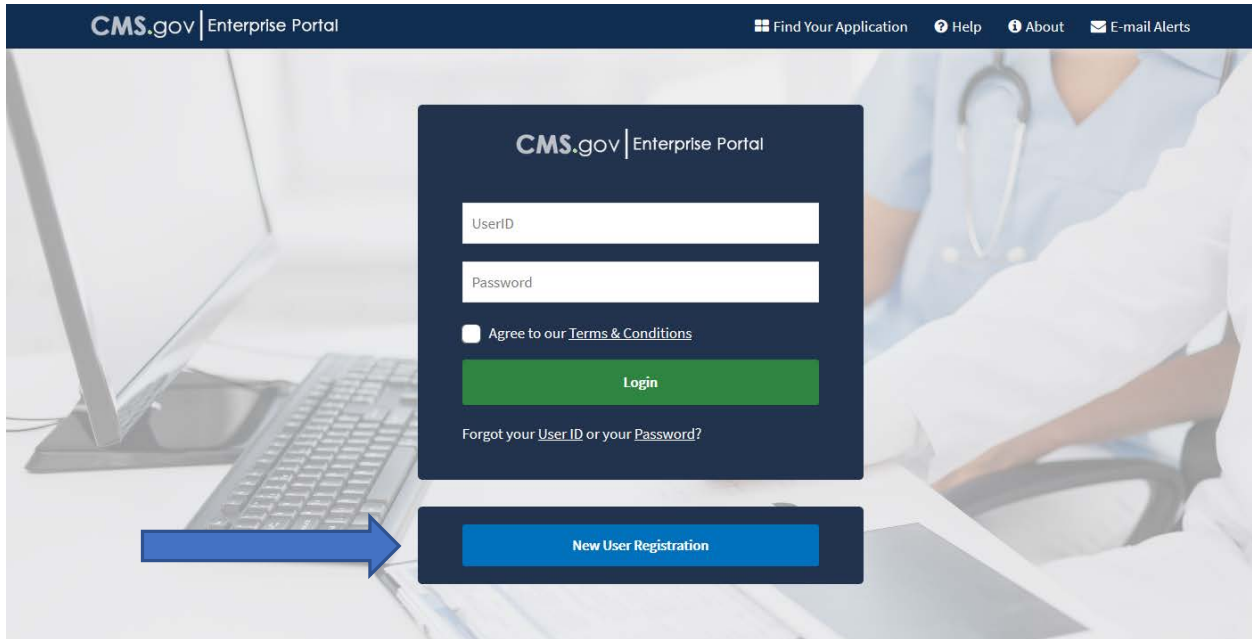 CMS.gov Enterprise Portal Find Your Application Help About E-mail Alerts
CMS.gov Enterprise Portal
UserID
Password
Agree to our Terms & Conditions
Login
Forgot your User ID or your Password?
New User Registration